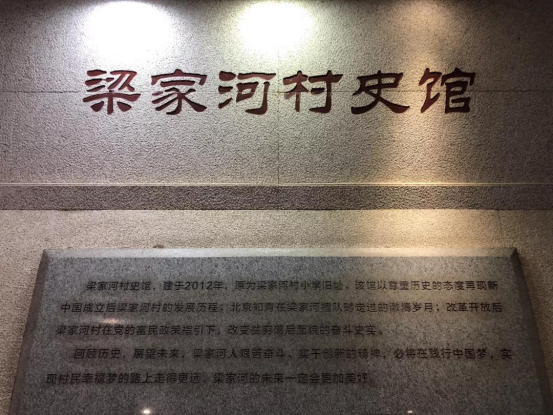 梁家河村史馆
梁家河村史馆，建于2012年，原为梁家河村小学旧址，该馆以尊重历史的态度再现新
中国成立后梁家河村的发展历程；北京知青在梁家河插队时走过的激情岁月；改革开放后
梁家河村在党的富民政策指引下，改变贫穷落后面貌的奋斗史实。
回顾历史，展望未来，梁家河人艰苦奋斗、实干创新的精神，必将在践行中国梦，实
现村民幸福梦的路上走得更远，梁家河的未来一定会更加美好。